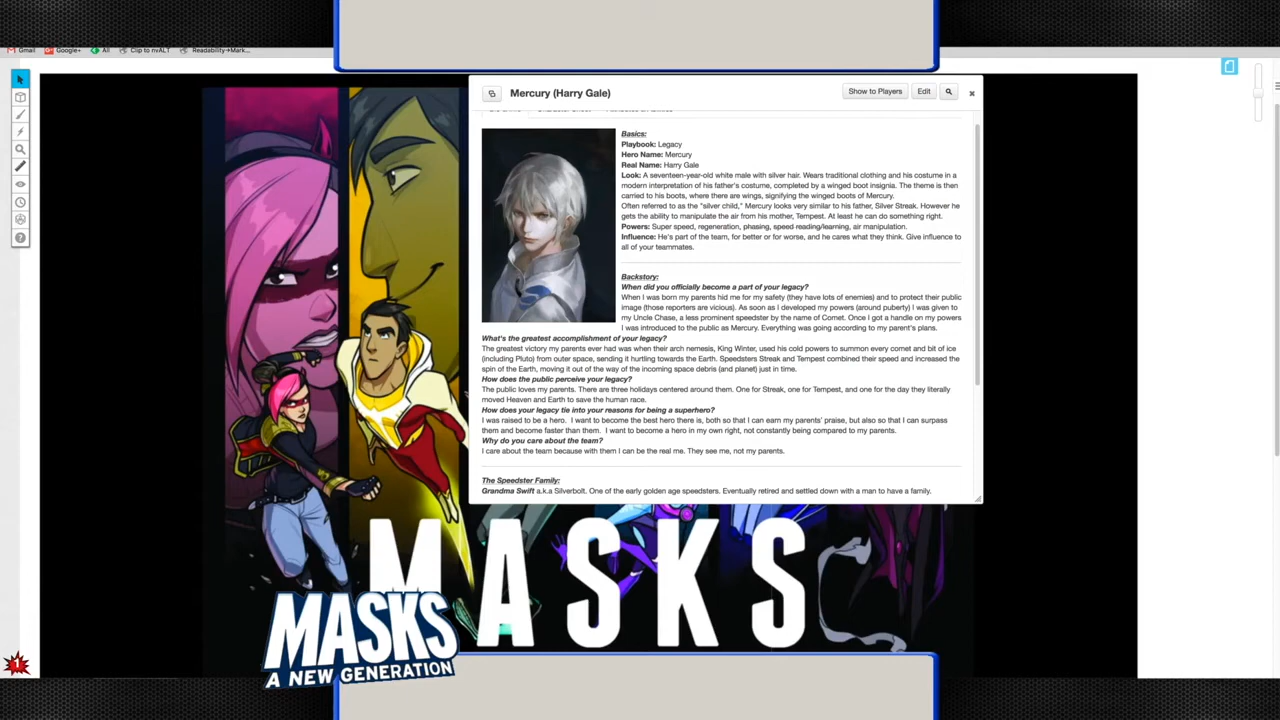 Gmail Google+ All Clip to nvALT Readability→Mark...
Mercury (Harry Gale)
Show to Players Edit
Basics:
Playbook: Legacy
Hero Name: Mercury
Real Name: Harry Gale
Look: A seventeen-year-old white male with silver hair. Wears traditional clothing and his costume in a
modern interpretation of his father's costume, completed by a winged boot insignia. The theme is then
carried to his boots, where there are wings, signifying the winged boots of Mercury.
Often referred to as the "silver child," Mercury looks very similar to his father, Silver Streak. However he
gets the ability to manipulate the air from his mother, Tempest. At least he can do something right.
Powers: Super speed, regeneration, phasing, speed reading/learning, air manipulation.
Influence: He's part of the team, for better or for worse, and he cares what they think. Give influence to
all of your teammates.
Backstory:
When did you officially become a part of your legacy?
When I was born my parents hid me for my safety (they have lots of enemies) and to protect their public
image (those reporters are vicious). As soon as I developed my powers (around puberty) I was given to
my Uncle Chase, a less prominent speedster by the name of Comet. Once I got a handle on my powers
I was introduced to the public as Mercury. Everything was going according to my parent's plans.
What's the greatest accomplishment of your legacy?
The greatest victory my parents ever had was when their arch nemesis, King Winter, used his cold powers to summon every comet and bit of ice
(including Pluto) from outer space, sending it hurtling towards the Earth. Speedsters Streak and Tempest combined their speed and increased the
spin of the Earth, moving it out of the way of the incoming space debris (and planet) just in time.
How does the public perceive your legacy?
The public loves my parents. There are three holidays centered around them. One for Streak, one for Tempest, and one for the day they literally
moved Heaven and Earth to save the human race.
How does your legacy tie into your reasons for being a superhero?
I was raised to be a hero. I want to become the best hero there is, both so that I can earn my parents' praise, but also so that I can surpass
them and become faster than them. I want to become a hero in my own right, not constantly being compared to my parents.
Why do you care about the team?
I care about the team because with them I can be the real me. They see me, not my parents.
The Speedster Family:
Grandma Swift a.k.a Silverbolt. One of the early golden age speedsters. Eventually retired and settled down with a man to have a family.
MASKS
MASKS
A NEW GENERATION
1